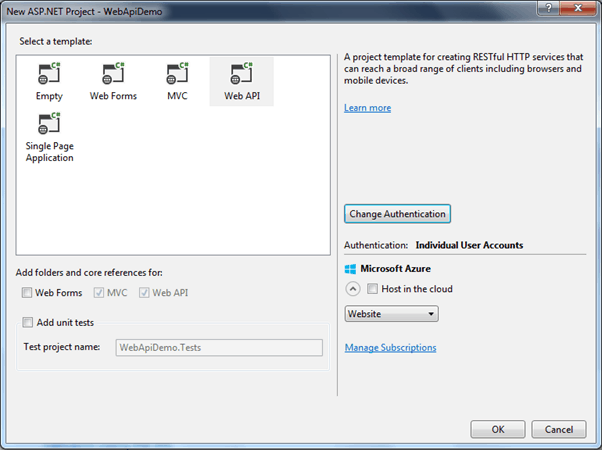 New ASP.NET Project - WebApiDemo
Select a template:
C# C# C# C#
Empty Web Forms MVC Web API
C#
Single Page
Application
A project template for creating RESTful HTTP services that
can reach a broad range of clients including browsers and
mobile devices.
Learn more
Change Authentication
Authentication: Individual User Accounts
Microsoft Azure
Host in the cloud
Website
Manage Subscriptions
Add folders and core references for:
Web Forms MVC Web API
Add unit tests
Test project name: WebApiDemo.Tests
OK Cancel